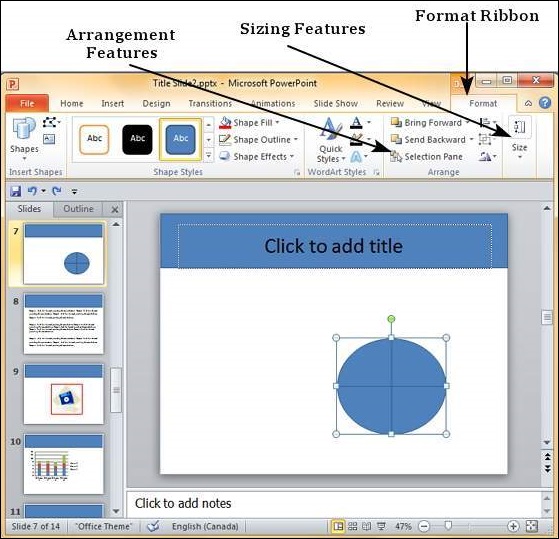 Format Ribbon
Sizing Features
Arrangement
Features
Title Slide2.pptx - Microsoft PowerPoint
File Home Insert Design Transitions Animations Slide Show Review View Format
Shapes
Abc Abc Abc
Shape Fill
Shape Outline
Shape Effects
Quick
Styles
A
A
A
Bring Forward
Send Backward
Selection Pane
Size
Insert Shapes Shape Styles WordArt Styles Arrange
Slides Outline
7
8
9
10
11
Click to add title
Click to add notes
Slide 7 of 14 "Office Theme" English (Canada) 47%